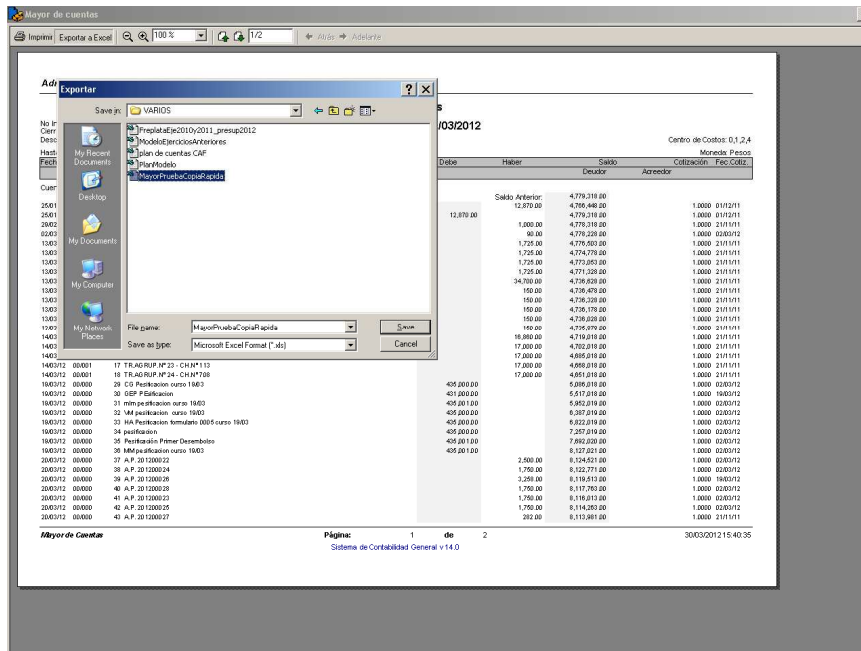 Mayor de cuentas
Imprimir Exportar a Excel 100 % 1/2 Atrás Adelante
Exportar
Save in: VARIOS
My Recent Documents
Desktop
My Documents
My Computer
My Network Places
FreplataEje2010y2011_presup2012
ModeloEjerciciosAnteriores
plan de cuentas CAF
PlanModelo
MayorPruebaCopiaRapida
File name: MayorPruebaCopiaRapida Save
Save as type: Microsoft Excel Format (*.xls) Cancel
/03/2012
Centro de Costos: 0,1,2,4
Moneda: Pesos
Debe Haber Saldo Cotización Fec.Cotiz.
Deudor Acreedor
Saldo Anterior: 4,779,318.00
12,870.00 4,766,448.00 1.0000 01/12/11
12,870.00 4,779,318.00 1.0000 01/12/11
1,000.00 4,778,318.00 1.0000 21/11/11
90.00 4,778,228.00 1.0000 02/03/12
1,725.00 4,776,503.00 1.0000 21/11/11
1,725.00 4,774,778.00 1.0000 21/11/11
1,725.00 4,773,053.00 1.0000 21/11/11
1,725.00 4,771,328.00 1.0000 21/11/11
34,700.00 4,736,628.00 1.0000 21/11/11
150.00 4,736,478.00 1.0000 21/11/11
150.00 4,736,328.00 1.0000 21/11/11
150.00 4,736,178.00 1.0000 21/11/11
150.00 4,736,028.00 1.0000 21/11/11
150.00 1.0000 21/11/11
16,860.00 4,719,018.00 1.0000 21/11/11
17,000.00 4,702,018.00 1.0000 21/11/11
17,000.00 4,685,018.00 1.0000 21/11/11
14/03/12 00/001 17 TR.AGRUP.Nº 23 - CH.Nº113 17,000.00 4,668,018.00 1.0000 21/11/11
14/03/12 00/001 18 TR.AGRUP.Nº 24 - CH.Nº708 17,000.00 4,651,018.00 1.0000 21/11/11
19/03/12 00/000 29 CG Pesificacion curso 19/03 435,000.00 5,086,018.00 1.0000 02/03/12
19/03/12 00/000 30 GEP PEsificacion 431,000.00 5,517,018.00 1.0000 19/03/12
19/03/12 00/000 31 mlm pesificacion curso 19/03 435,001.00 5,952,019.00 1.0000 02/03/12
19/03/12 00/000 32 VM pesificacion curso 19/03 435,000.00 6,387,019.00 1.0000 02/03/12
19/03/12 00/000 33 HA Pesificacion formulario 0005 curso 19/03 435,000.00 6,822,019.00 1.0000 02/03/12
19/03/12 00/000 34 pesificacion 435,000.00 7,257,019.00 1.0000 02/03/12
19/03/12 00/000 35 Pesificación Primer Desembolso 435,001.00 7,692,020.00 1.0000 02/03/12
19/03/12 00/000 36 MM pesificacion curso 19/03 435,001.00 8,127,021.00 1.0000 02/03/12
20/03/12 00/000 37 A.P. 201200022 2,500.00 8,124,521.00 1.0000 02/03/12
20/03/12 00/000 38 A.P. 201200024 1,750.00 8,122,771.00 1.0000 02/03/12
20/03/12 00/000 39 A.P. 201200026 3,258.00 8,119,513.00 1.0000 19/03/12
20/03/12 00/000 40 A.P. 201200028 1,750.00 8,117,763.00 1.0000 02/03/12
20/03/12 00/000 41 A.P. 201200023 1,750.00 8,116,013.00 1.0000 02/03/12
20/03/12 00/000 42 A.P. 201200025 1,750.00 8,114,263.00 1.0000 02/03/12
20/03/12 00/000 43 A.P. 201200027 282.00 8,113,981.00 1.0000 21/11/11
Mayor de Cuentas Página: 1 de 2 30/03/2012 15:40:35
Sistema de Contabilidad General v 14.0